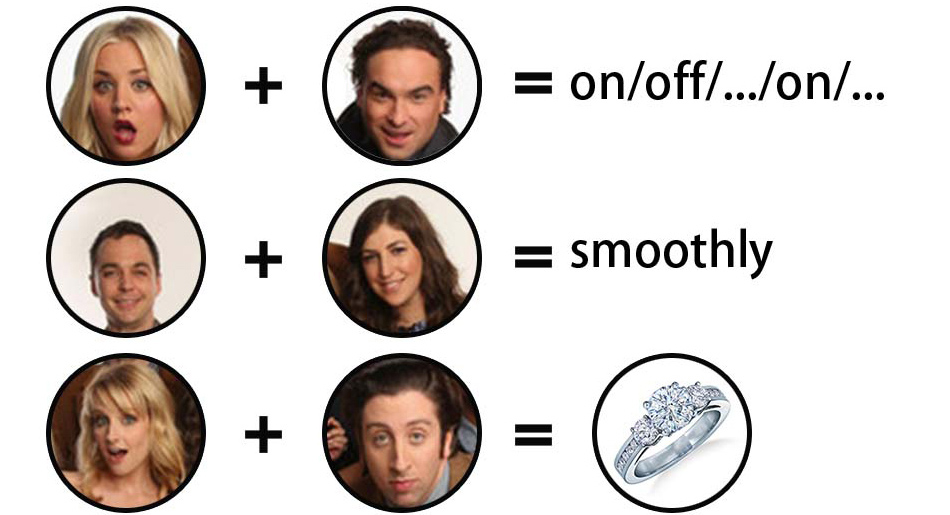 + = on/off/.../on/...
+ = smoothly
+ =